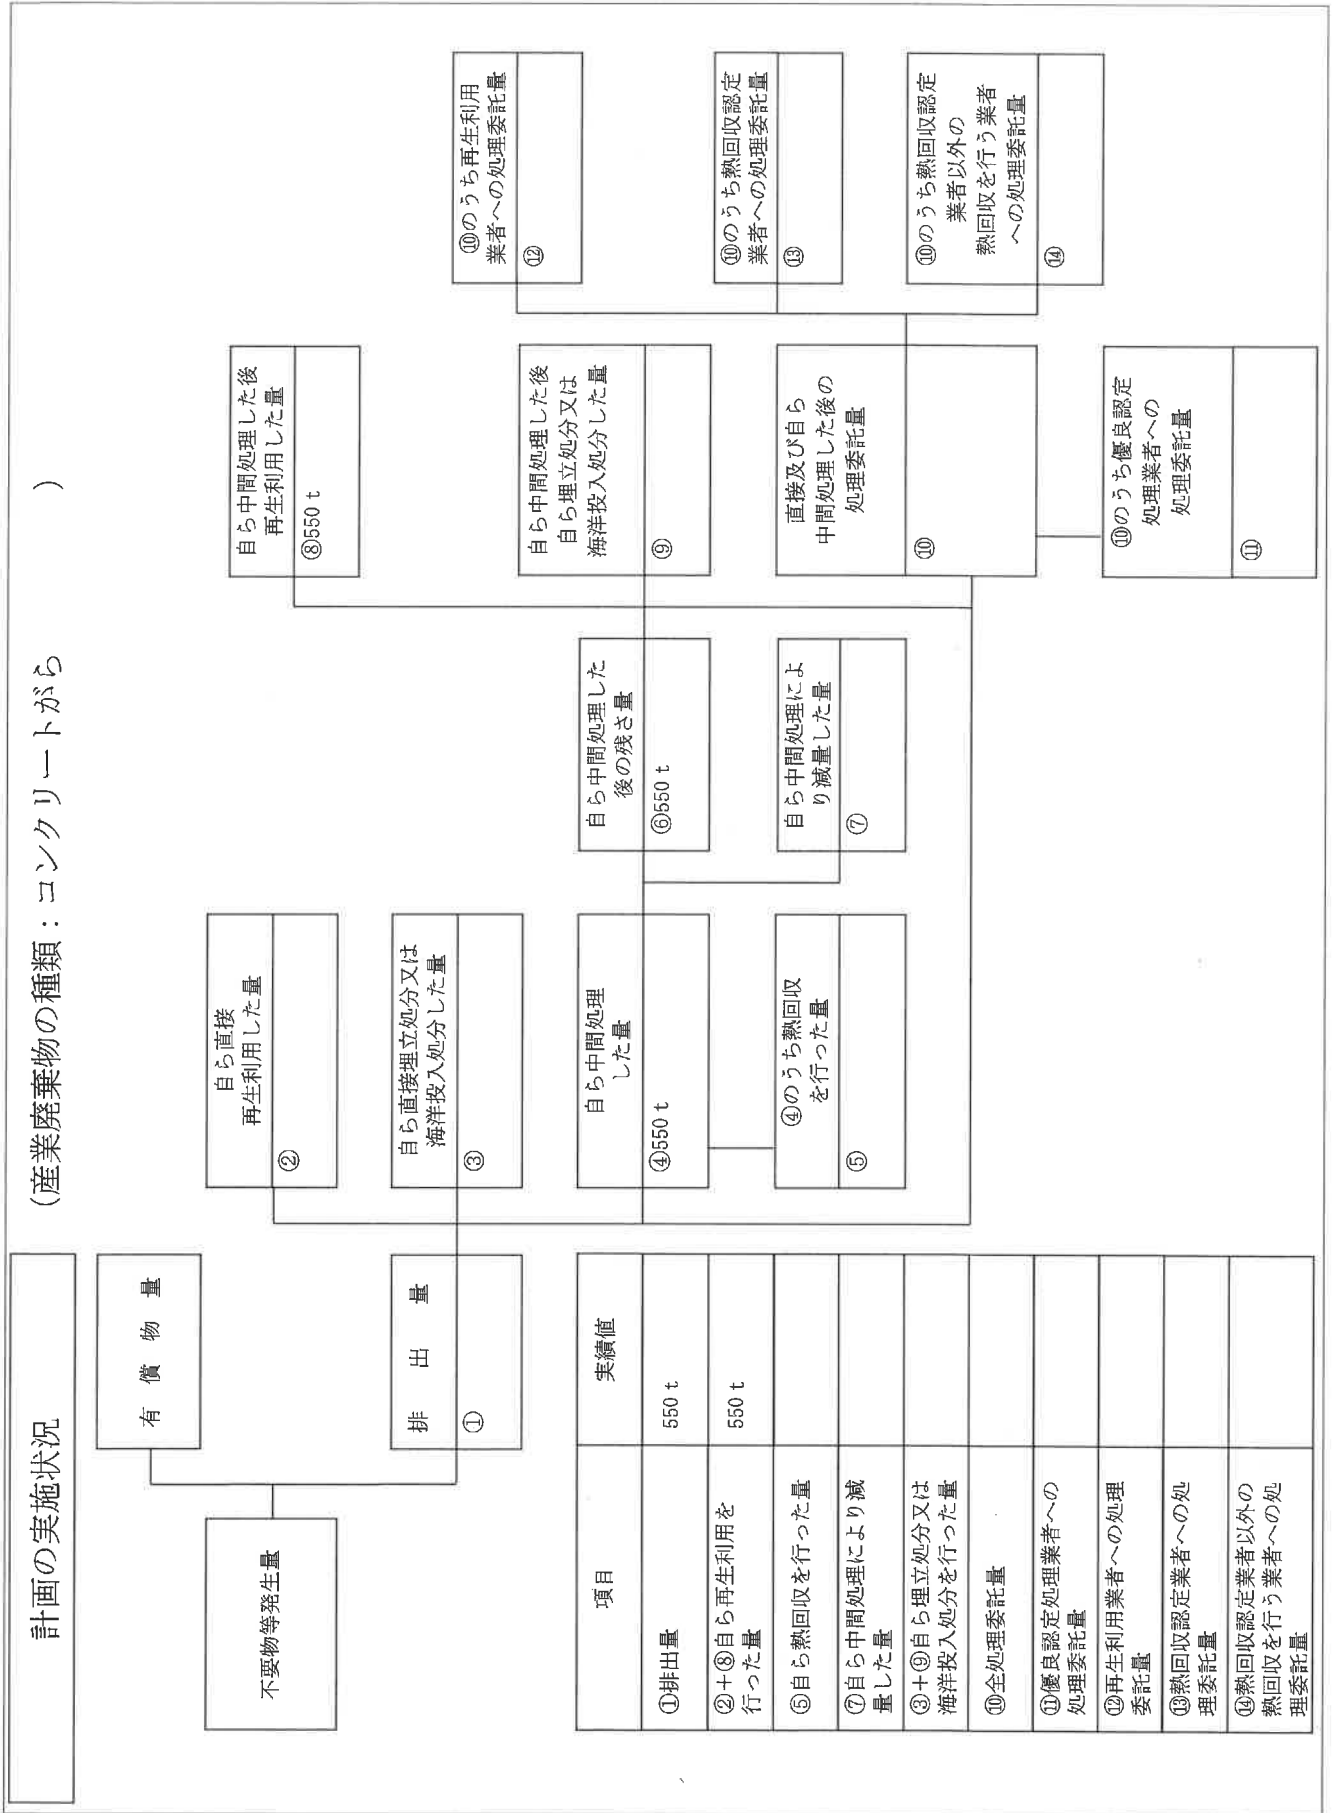 計画の実施状況
(産業廃棄物の種類：コンクリートがら　　　　　)
不要物等発生量
有　償　物　量
排　出　量
①
自ら直接
再生利用した量
②
自ら直接埋立処分又は
海洋投入処分した量
③
自ら中間処理
した量
④550ｔ
④のうち熱回収
を行った量
⑤
自ら中間処理した
後の残さ量
⑥550ｔ
自ら中間処理によ
り減量した量
⑦
自ら中間処理した後
再生利用した量
⑧550ｔ
自ら中間処理した後
自ら埋立処分又は
海洋投入処分した量
⑨
直接及び自ら
中間処理した後の
処理委託量
⑩
⑩のうち優良認定
処理業者への
処理委託量
⑪
⑩のうち再生利用
業者への処理委託量
⑫
⑩のうち熱回収認定
業者への処理委託量
⑬
⑩のうち熱回収認定
業者以外の
熱回収を行う業者
への処理委託量
⑭
項目　実績値
①排出量　550ｔ
②＋⑧自ら再生利用を
行った量　550ｔ
⑤自ら熱回収を行った量
⑦自ら中間処理により減
量した量
③＋⑨自ら埋立処分又は
海洋投入処分を行った量
⑩全処理委託量
⑪優良認定処理業者への
処理委託量
⑫再生利用業者への処理
委託量
⑬熱回収認定業者への処
理委託量
⑭熱回収認定業者以外の
熱回収を行う業者への処
理委託量